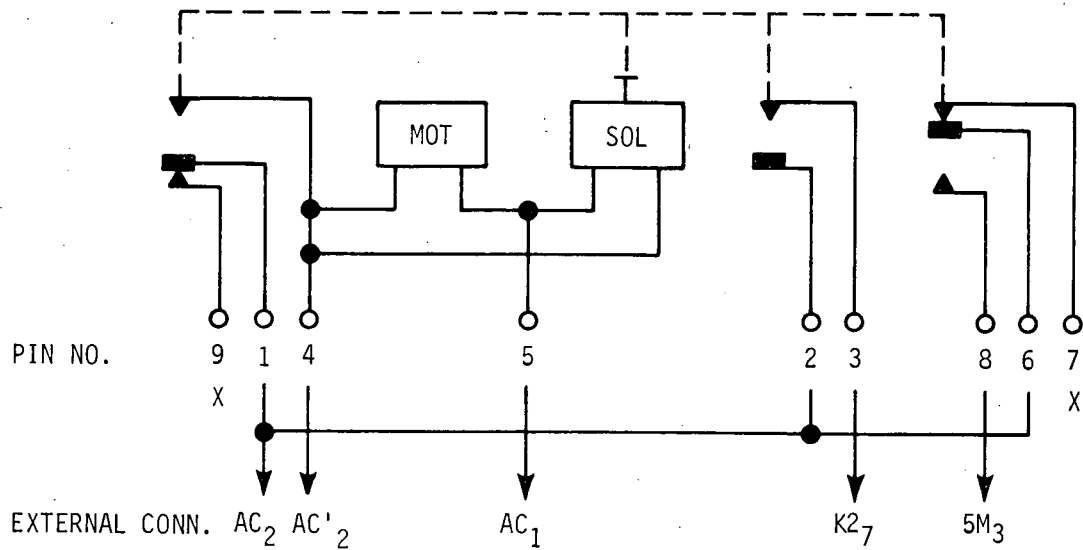 MOT SOL
PIN NO. 9 1 4 5 2 3 8 6 7
X X
EXTERNAL CONN. AC₂ AC'₂ AC₁ K2₇ 5M₃